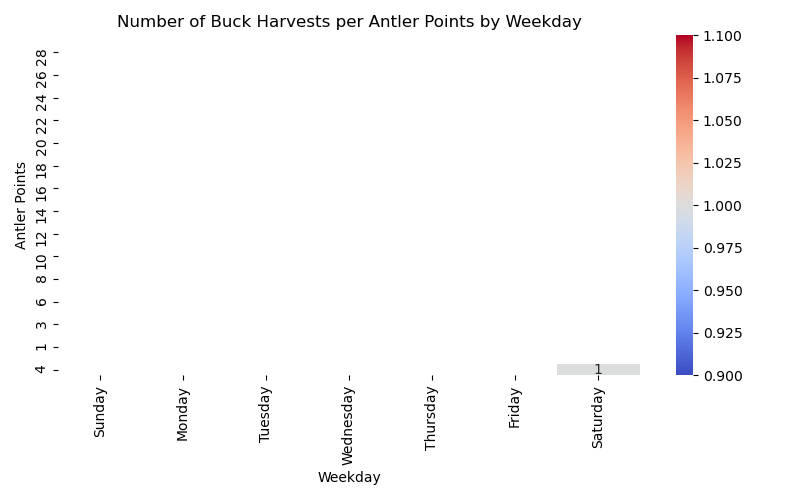 Number of Buck Harvests per Antler Points by Weekday
Antler Points
28
26
24
22
20
18
16
14
12
10
8
6
3
1
4
1
Sunday
Monday
Tuesday
Wednesday
Thursday
Friday
Saturday
Weekday
1.100
1.075
1.050
1.025
1.000
0.975
0.950
0.925
0.900